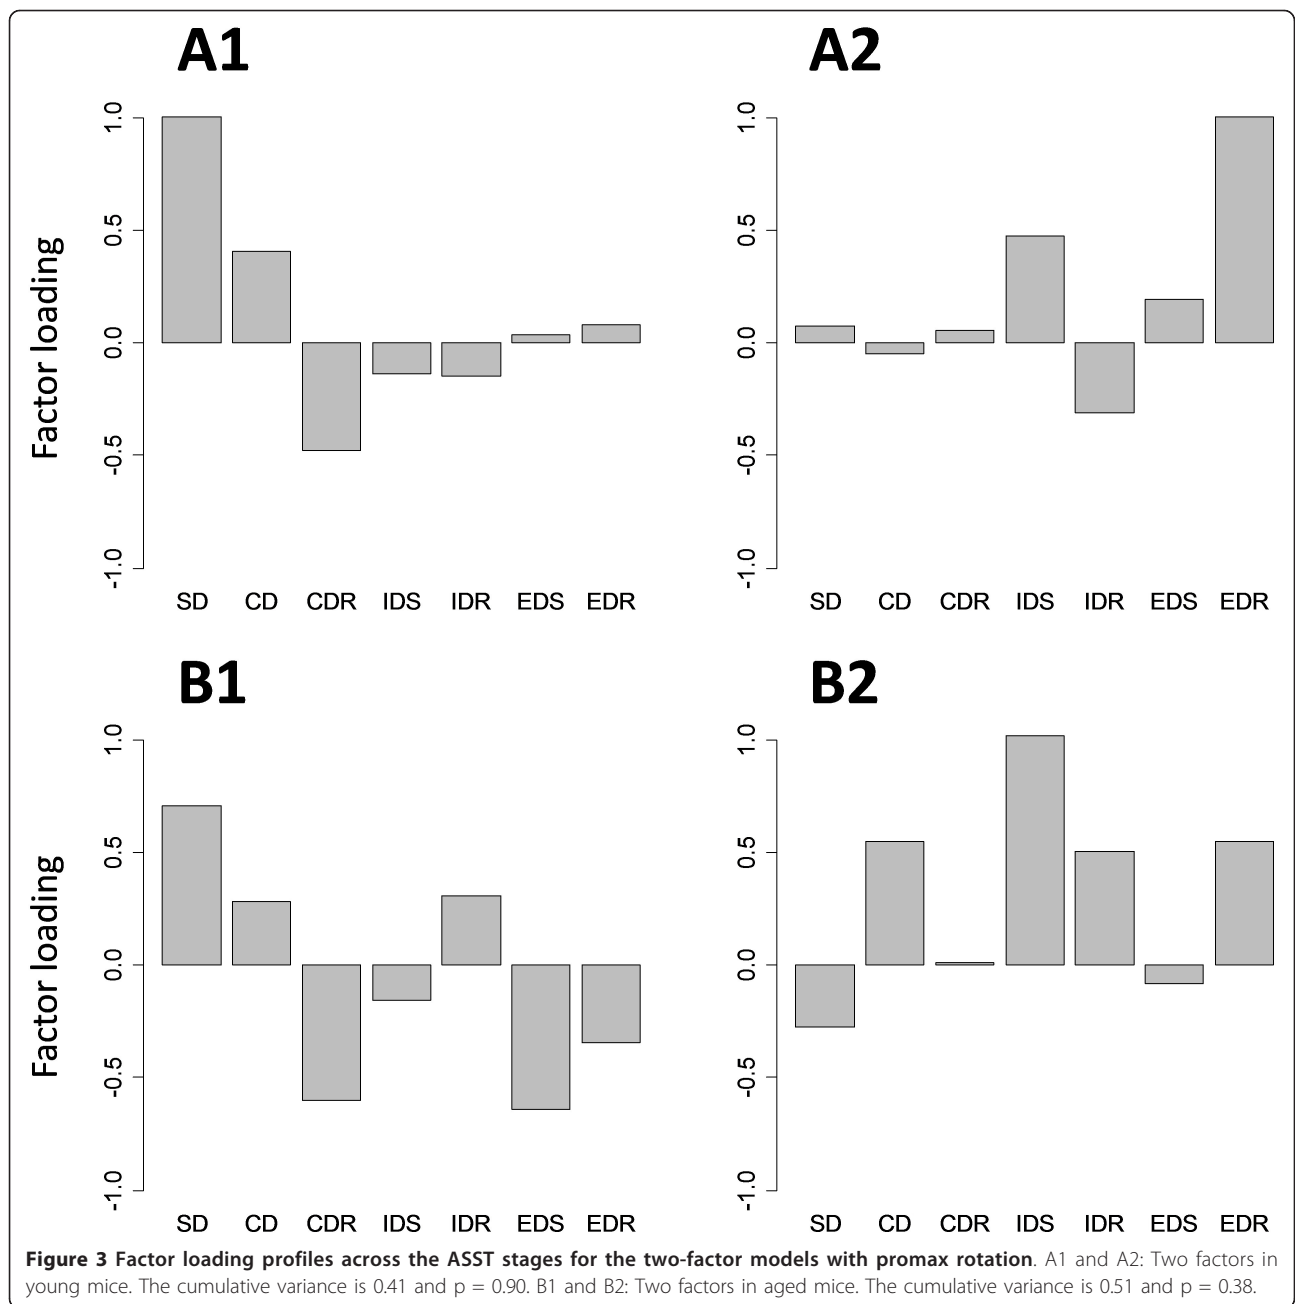 A1
A2
1.0
0.5
0.0
-0.5
-1.0
Factor loading
SD CD CDR IDS IDR EDS EDR
1.0
0.5
0.0
-0.5
-1.0
SD CD CDR IDS IDR EDS EDR
B1
B2
1.0
0.5
0.0
-0.5
-1.0
Factor loading
SD CD CDR IDS IDR EDS EDR
1.0
0.5
0.0
-0.5
-1.0
SD CD CDR IDS IDR EDS EDR
Figure 3 Factor loading profiles across the ASST stages for the two-factor models with promax rotation. A1 and A2: Two factors in
young mice. The cumulative variance is 0.41 and p = 0.90. B1 and B2: Two factors in aged mice. The cumulative variance is 0.51 and p = 0.38.